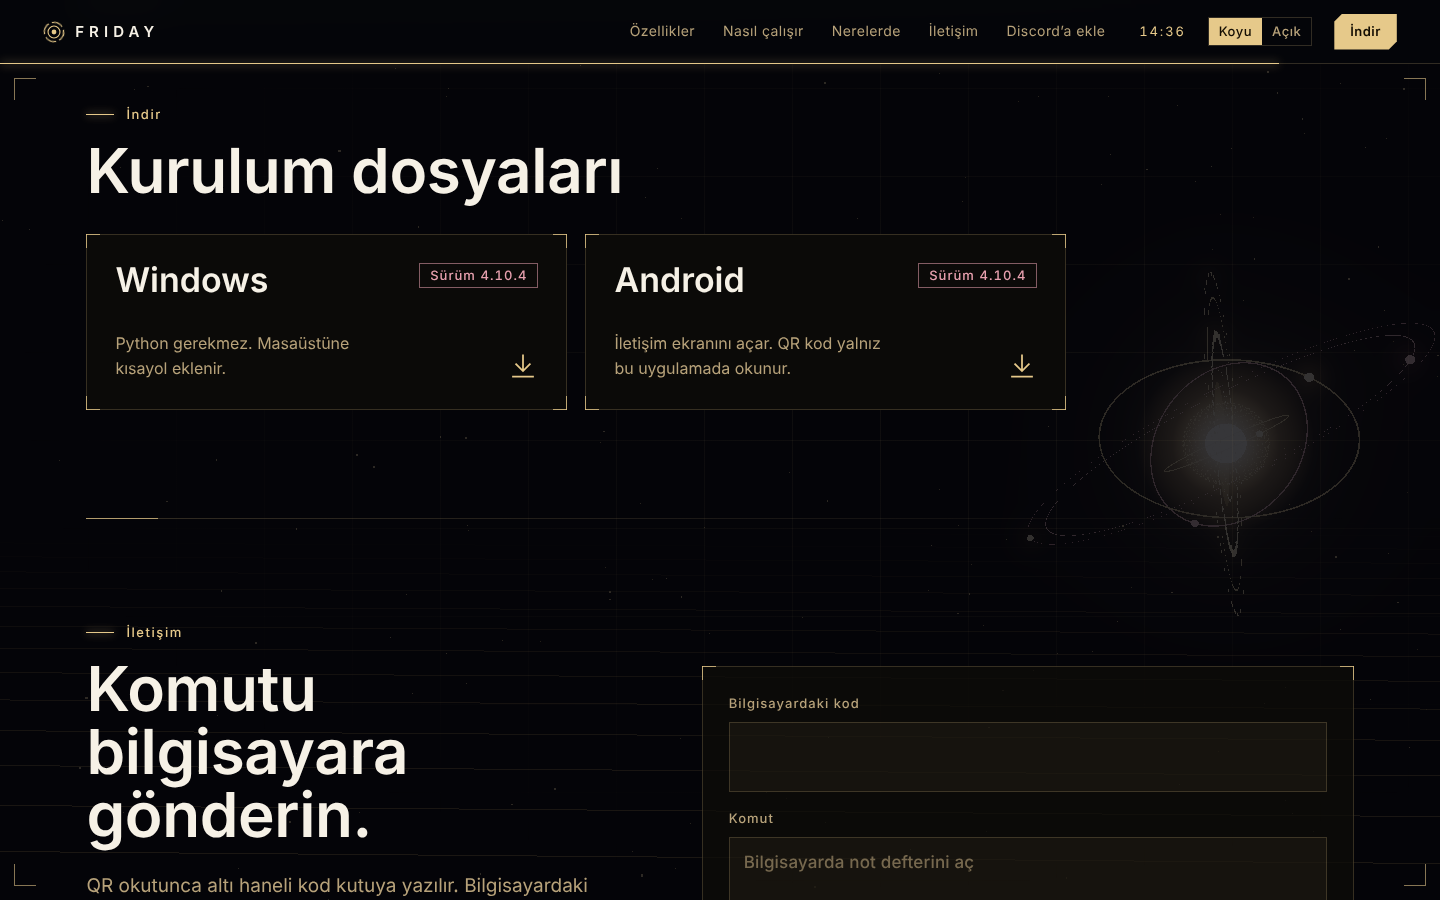 FRIDAY
Özellikler Nasıl çalışır Nerelerde İletişim Discord’a ekle 14:36 Koyu Açık İndir
İndir
Kurulum dosyaları
Windows
Sürüm 4.10.4
Python gerekmez. Masaüstüne
kısayol eklenir.
Android
Sürüm 4.10.4
İletişim ekranını açar. QR kod yalnız
bu uygulamada okunur.
İletişim
Komutu
bilgisayara
gönderin.
QR okutunca altı haneli kod kutuya yazılır. Bilgisayardaki
Bilgisayardaki kod
Komut
Bilgisayarda not defterini aç